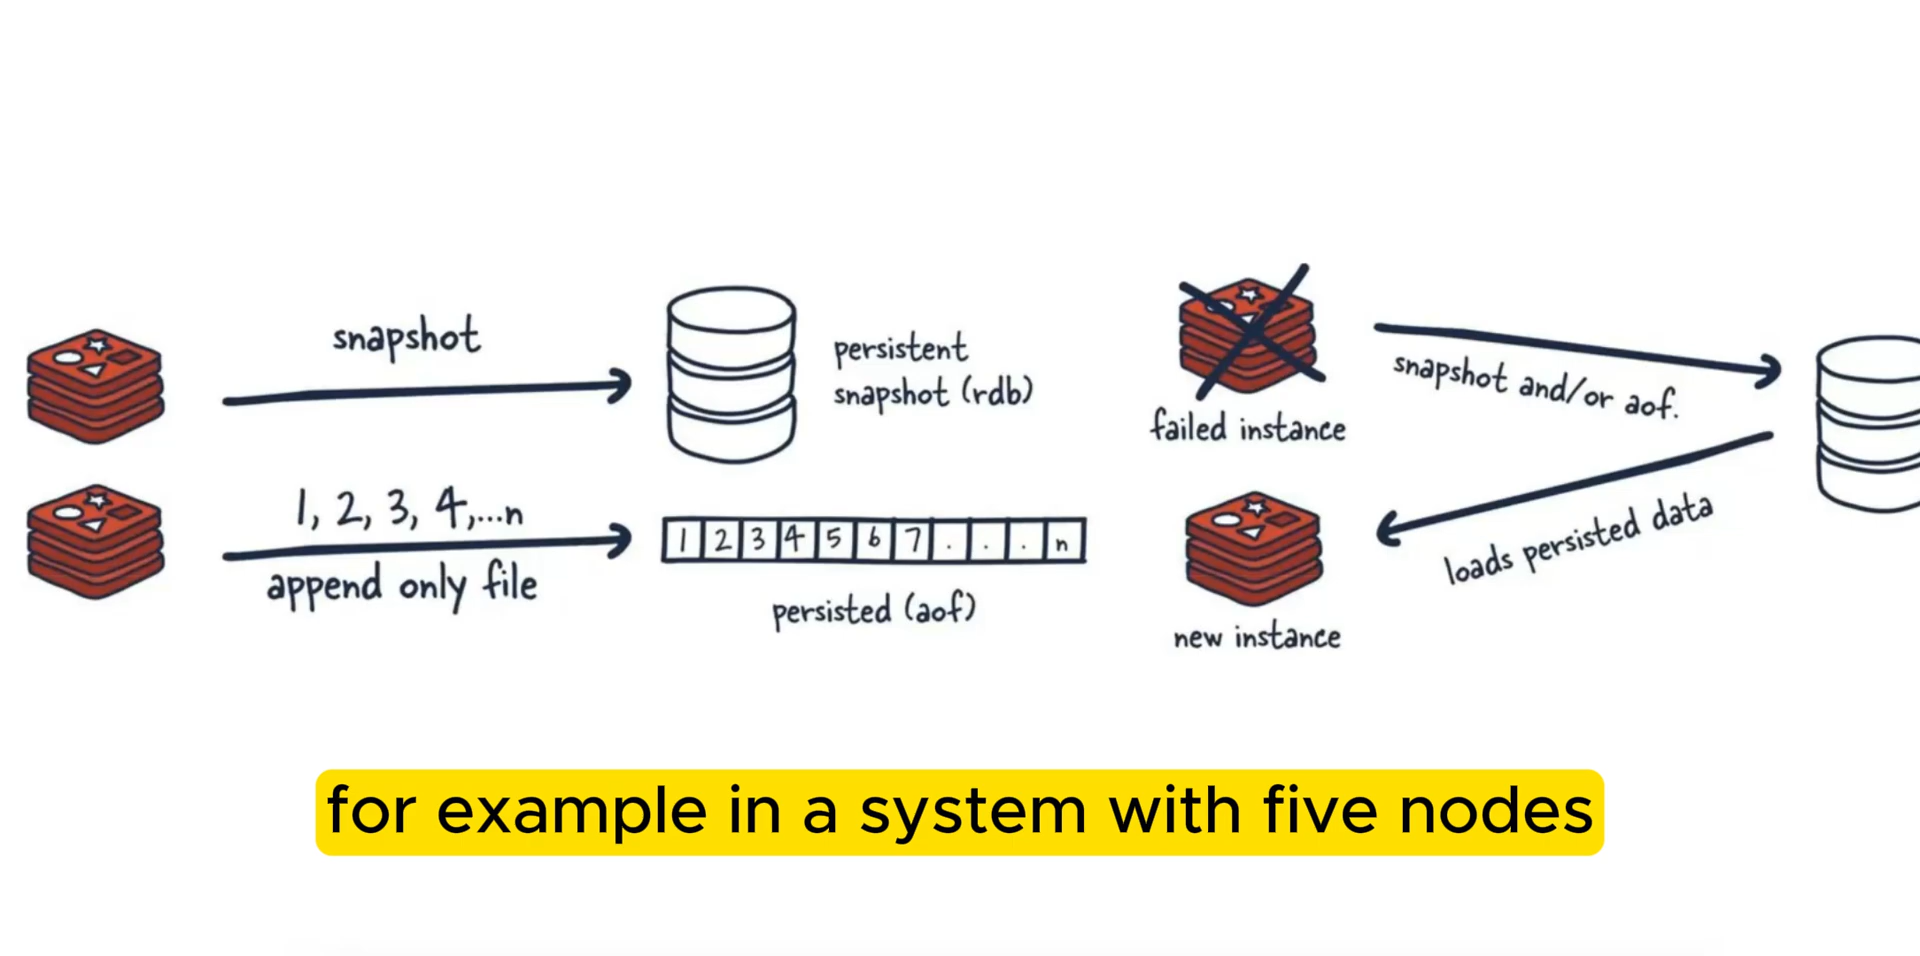 snapshot
persistent
snapshot (rdb)
1, 2, 3, 4,...n
append only file
1 2 3 4 5 6 7 . . . n
persisted (aof)
failed instance
snapshot and/or aof.
loads persisted data
new instance
for example in a system with five nodes